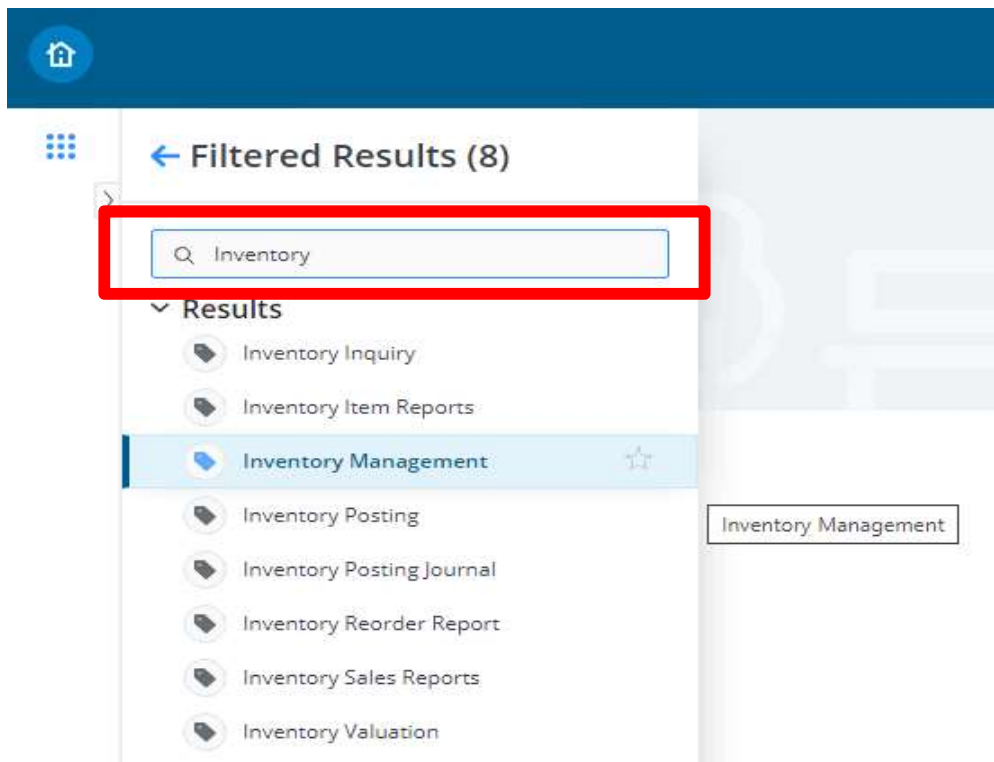 Filtered Results (8)
Inventory
Results
Inventory Inquiry
Inventory Item Reports
Inventory Management
Inventory Posting
Inventory Management
Inventory Posting Journal
Inventory Reorder Report
Inventory Sales Reports
Inventory Valuation